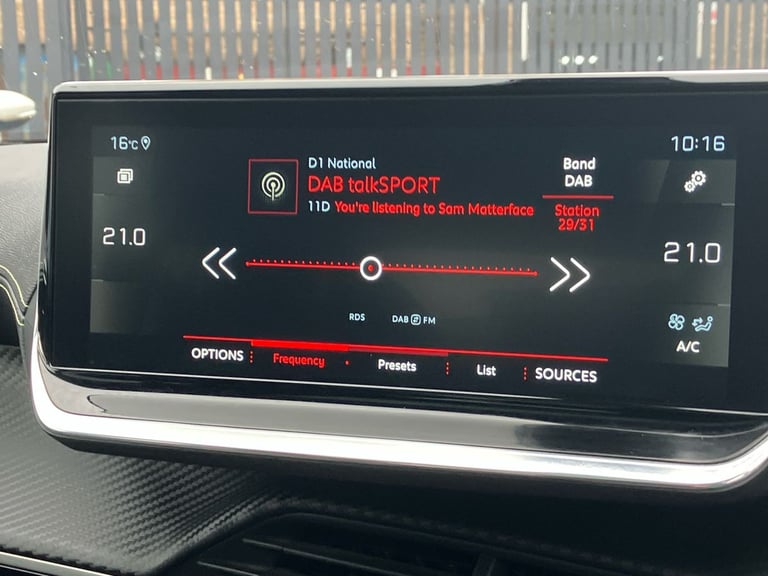 16°C
10:16
D1 National
DAB talkSPORT
11D You're listening to Sam Matterface
Band
DAB
Station
29/31
21.0
21.0
RDS
DAB FM
A/C
OPTIONS
Frequency
Presets
List
SOURCES